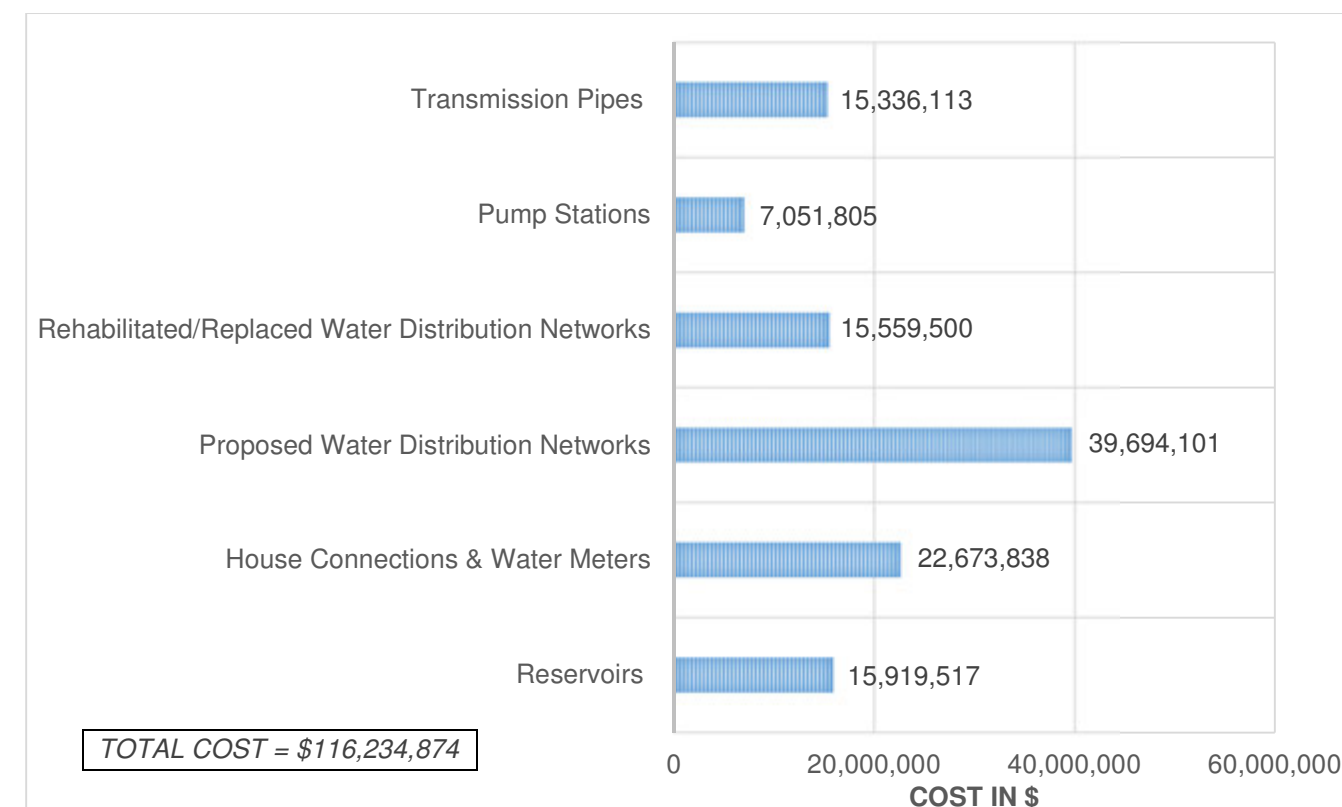 Transmission Pipes 15,336,113
Pump Stations 7,051,805
Rehabilitated/Replaced Water Distribution Networks 15,559,500
Proposed Water Distribution Networks 39,694,101
House Connections & Water Meters 22,673,838
Reservoirs 15,919,517
TOTAL COST = $116,234,874
0 20,000,000 40,000,000 60,000,000
COST IN $